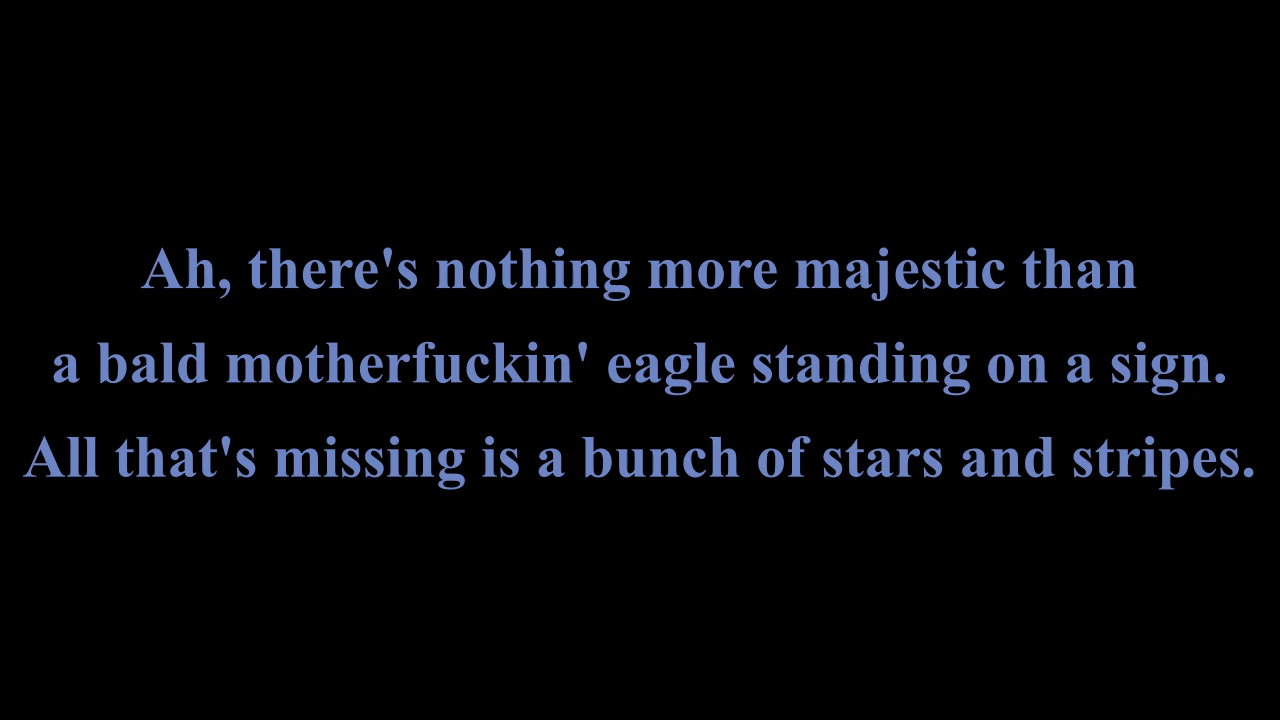 Ah, there's nothing more majestic than
a bald motherfuckin' eagle standing on a sign.
All that's missing is a bunch of stars and stripes.